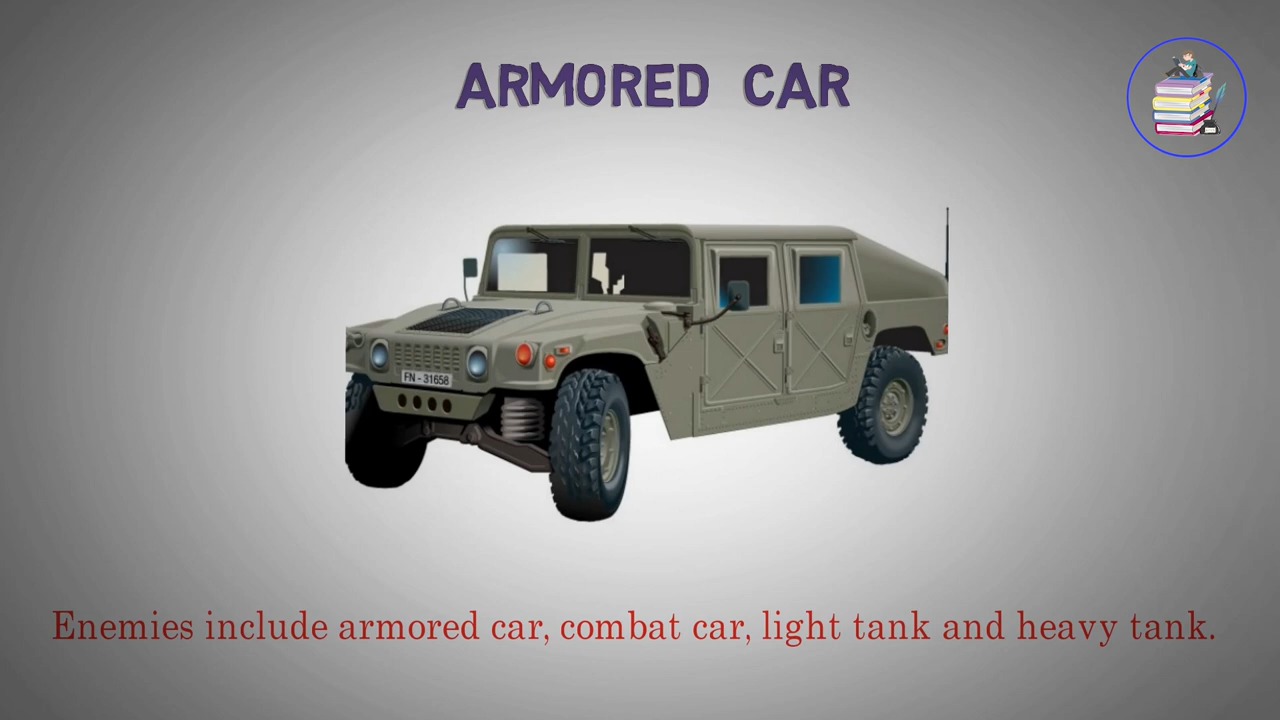 ARMORED CAR
FN - 31658
Enemies include armored car, combat car, light tank and heavy tank.